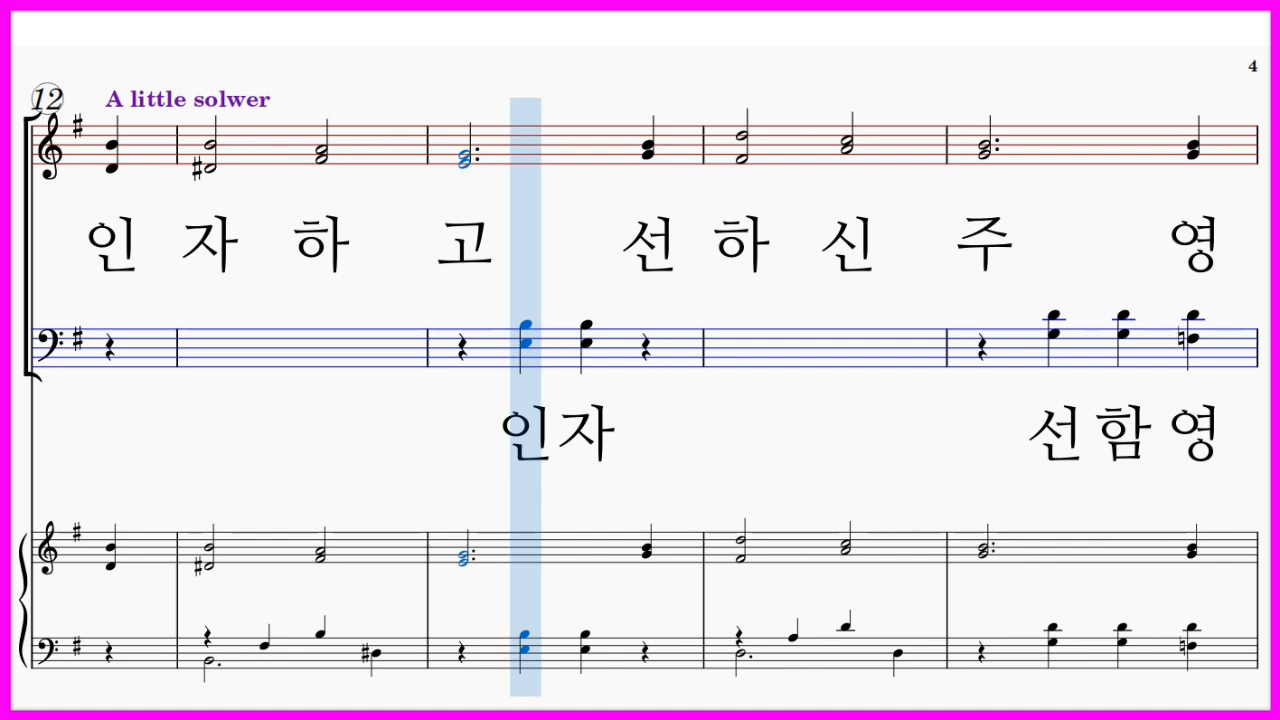 4
12 A little solwer
인 자 하 고 선 하 신 주 영
인 자 선 함 영